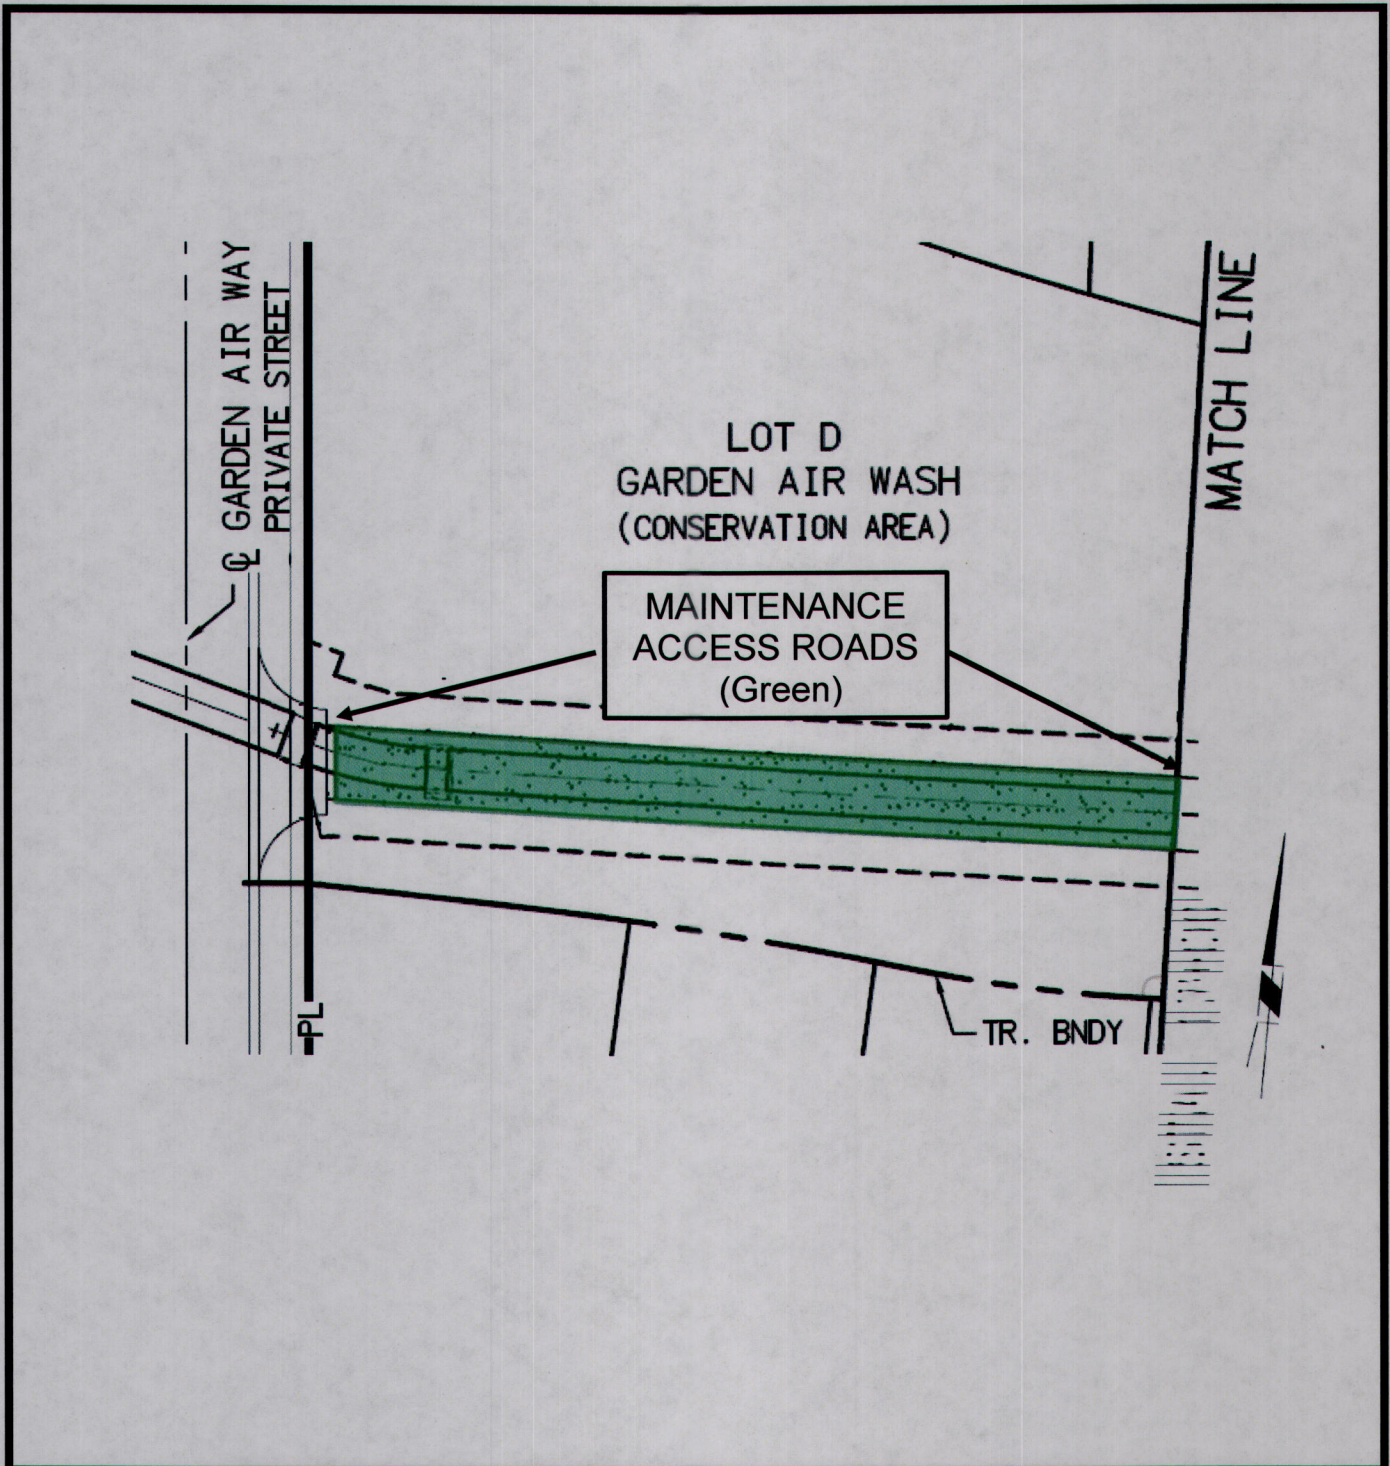 ℄ GARDEN AIR WAY
PRIVATE STREET
MATCH LINE
LOT D
GARDEN AIR WASH
(CONSERVATION AREA)
MAINTENANCE
ACCESS ROADS
(Green)
PL
TR. BNDY